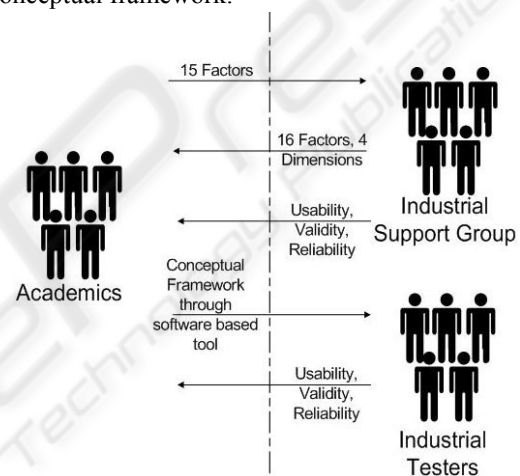 onceptual framework.
15 Factors
16 Factors, 4
Dimensions
Usability,
Validity,
Reliability
Industrial
Support Group
Academics
Conceptual
Framework
through
software based
tool
Usability,
Validity,
Reliability
Industrial
Testers